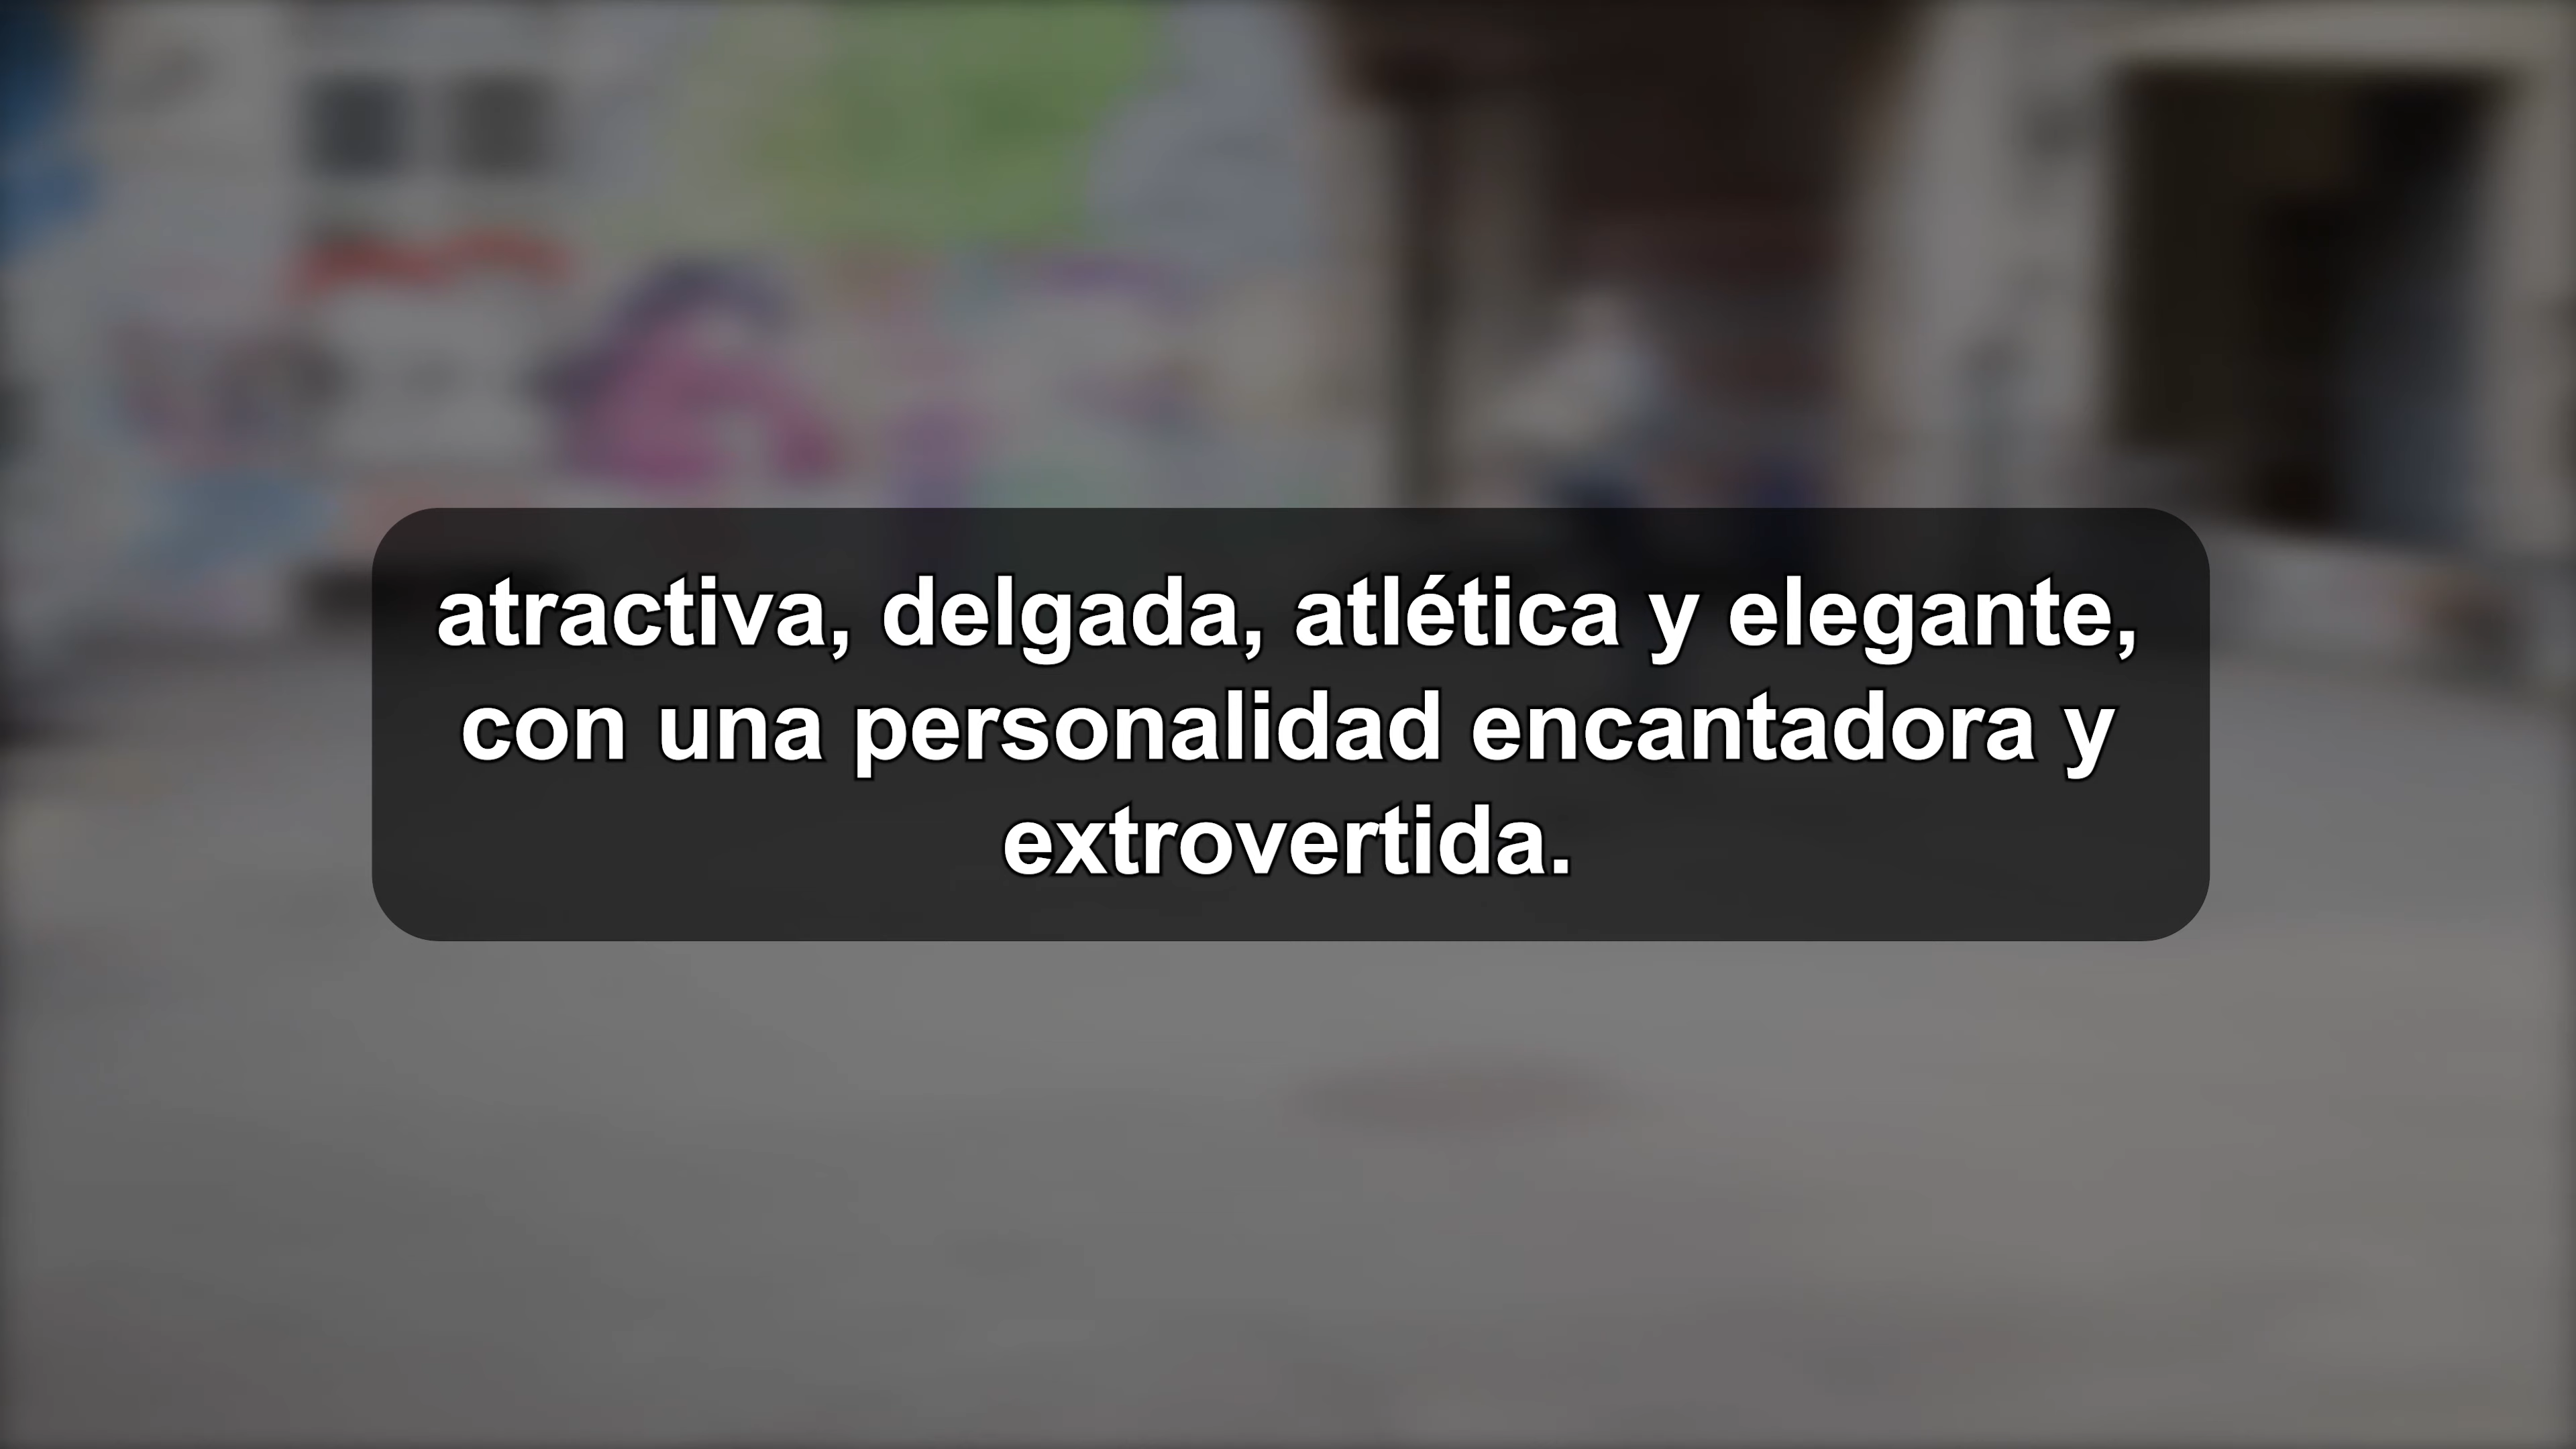 atractiva, delgada, atlética y elegante,
con una personalidad encantadora y
extrovertida.